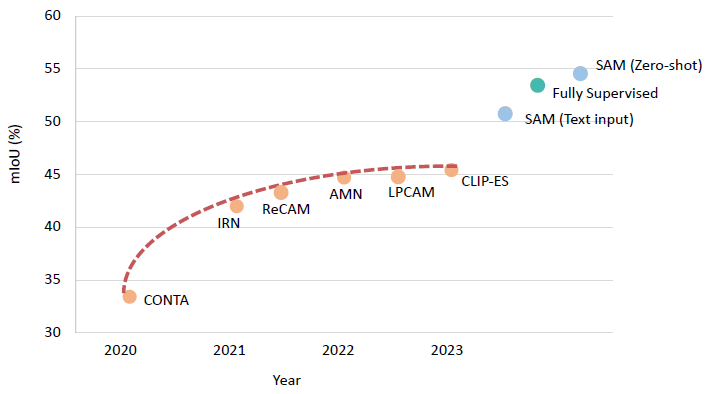 60
55
50
45
40
35
30
mIoU (%)
SAM (Zero-shot)
Fully Supervised
SAM (Text input)
CLIP-ES
LPCAM
AMN
ReCAM
IRN
CONTA
2020
2021
2022
2023
Year